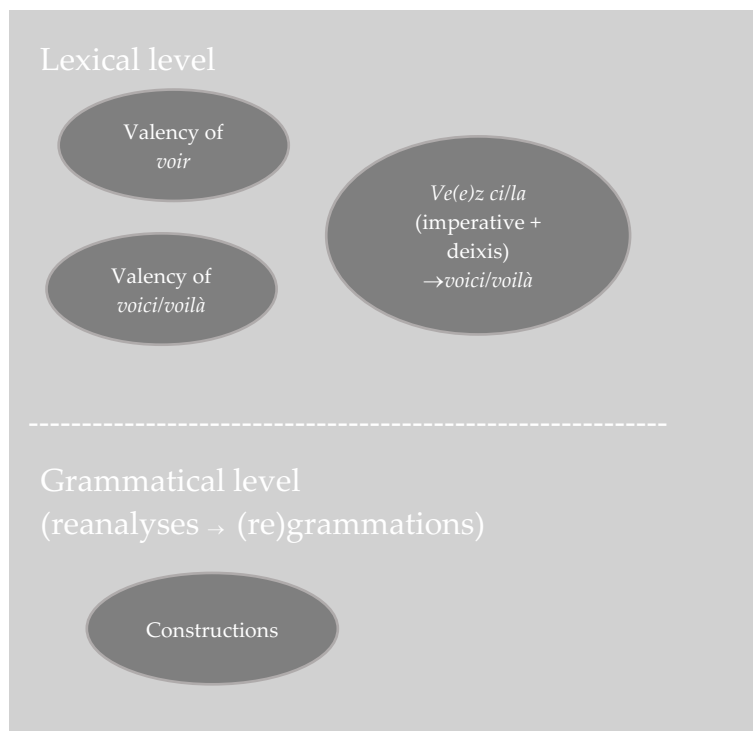 Lexical level
Valency of
voir
Ve(e)z ci/la
(imperative +
deixis)
→voici/voilà
Valency of
voici/voilà
Grammatical level
(reanalyses → (re)grammations)
Constructions